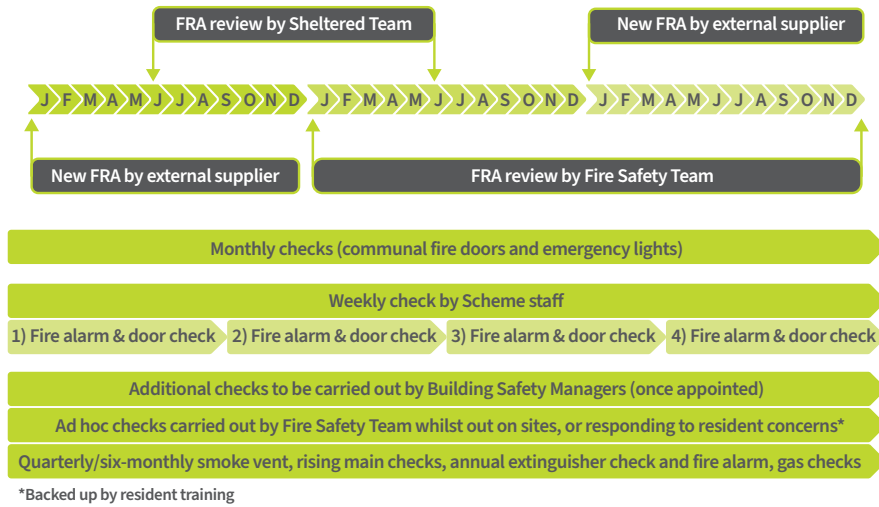 FRA review by Sheltered Team
New FRA by external supplier
J F M A M J J A S O N D J F M A M J J A S O N D J F M A M J J A S O N D
New FRA by external supplier
FRA review by Fire Safety Team
Monthly checks (communal fire doors and emergency lights)
Weekly check by Scheme staff
1) Fire alarm & door check 2) Fire alarm & door check 3) Fire alarm & door check 4) Fire alarm & door check
Additional checks to be carried out by Building Safety Managers (once appointed)
Ad hoc checks carried out by Fire Safety Team whilst out on sites, or responding to resident concerns*
Quarterly/six-monthly smoke vent, rising main checks, annual extinguisher check and fire alarm, gas checks
*Backed up by resident training